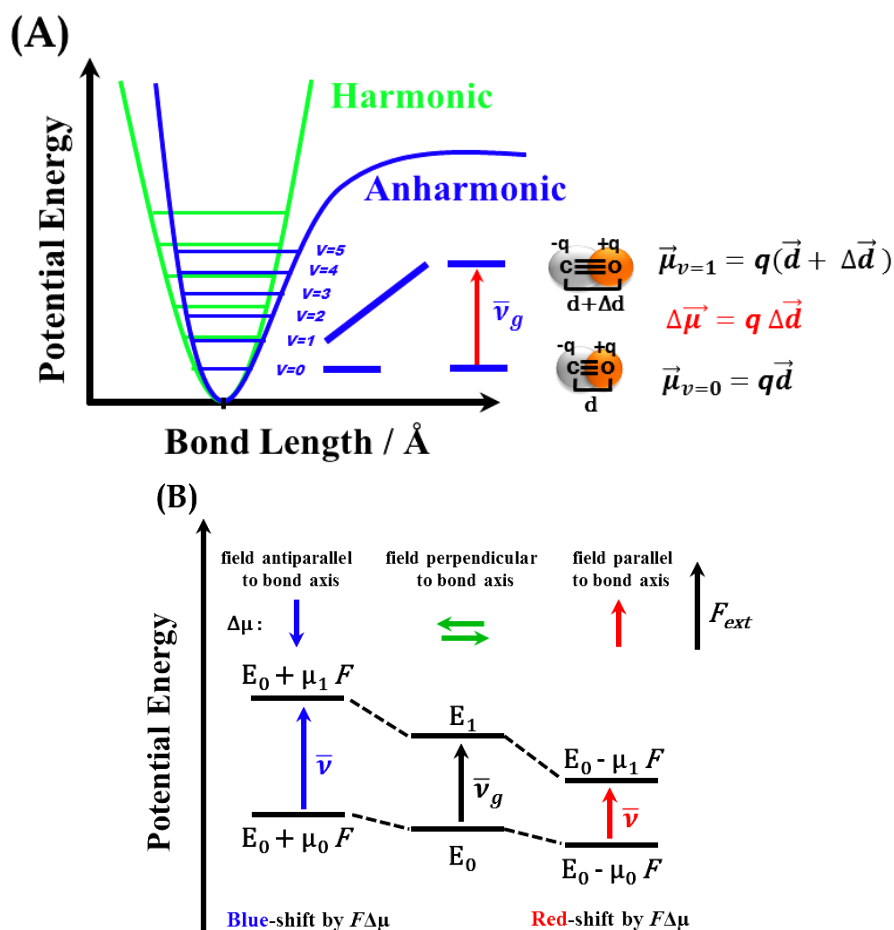 (A)
Potential Energy
Harmonic
Anharmonic
V=5
V=4
V=3
V=2
V=1
V=0
ν̅g
-q +q
C≡O
d+Δd
μ⃗v=1 = q(d⃗ + Δd⃗)
Δμ⃗ = q Δd⃗
-q +q
C≡O
d
μ⃗v=0 = qd⃗
Bond Length / Å
(B)
Potential Energy
field antiparallel
to bond axis
field perpendicular
to bond axis
field parallel
to bond axis
Δμ :
Fext
E0 + μ1 F
E1
E0 - μ1 F
ν̅
ν̅g
ν̅
E0 + μ0 F
E0
E0 - μ0 F
Blue-shift by FΔμ
Red-shift by FΔμ